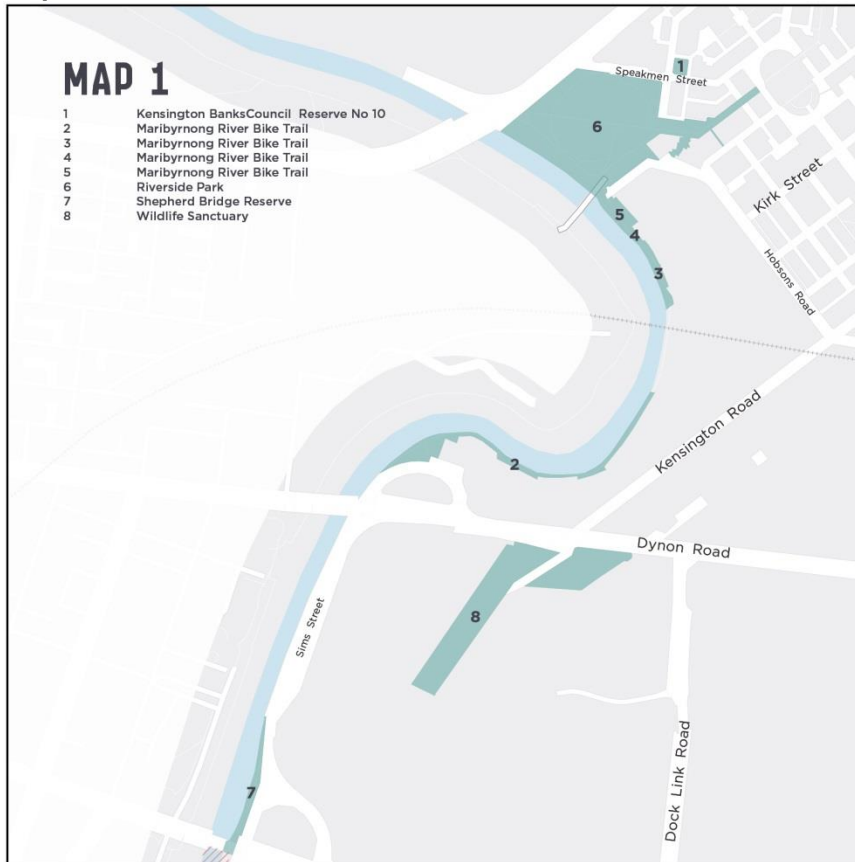 MAP 1
1 Kensington BanksCouncil Reserve No 10
2 Maribyrnong River Bike Trail
3 Maribyrnong River Bike Trail
4 Maribyrnong River Bike Trail
5 Maribyrnong River Bike Trail
6 Riverside Park
7 Shepherd Bridge Reserve
8 Wildlife Sanctuary
1
Speakmen Street
6
Kirk Street
5
4
3
Hobsons Road
Kensington Road
2
Dynon Road
8
Sims Street
7
Dock Link Road